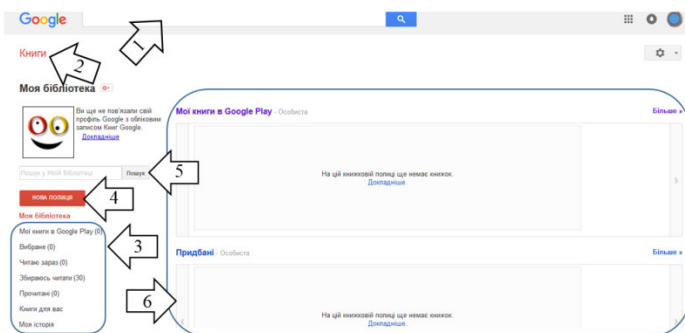 Google
1
Книги
2
Моя бібліотека
Ви ще не пов'язали свій
профіль Google з обліковим
записом Книг Google.
Докладніше
Мої книги в Google Play - Особиста
Більше »
Пошук у Моїй бібліотеці
Пошук
5
На цій книжковій полиці ще немає книжок.
Докладніше.
НОВА ПОЛИЦЯ
4
Моя бібліотека
Мої книги в Google Play (0)
3
Вибране (0)
Читаю зараз (0)
Збираюсь читати (30)
Прочитані (0)
Книги для вас
Моя історія
Придбані - Особиста
Більше »
6
На цій книжковій полиці ще немає книжок.
Докладніше.